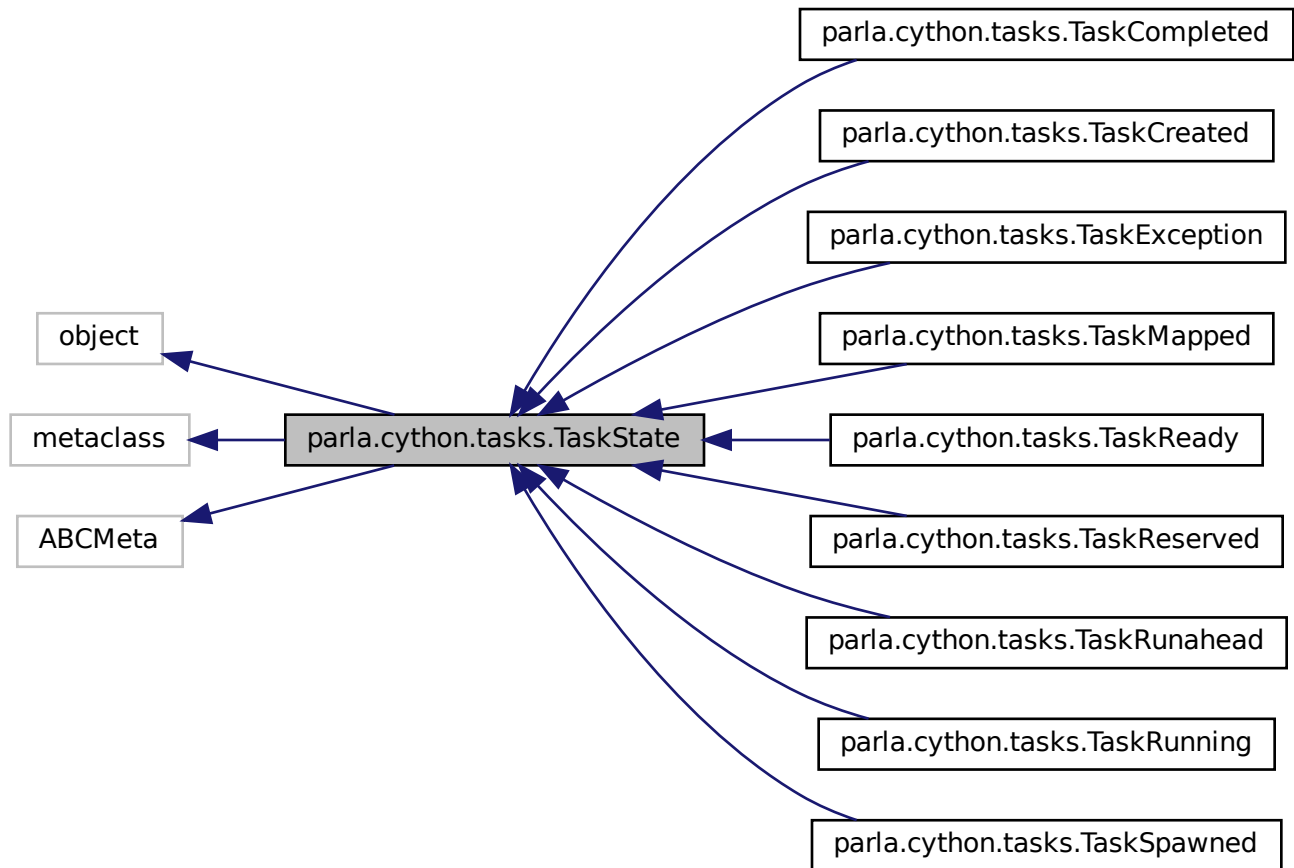 object
metaclass
ABCMeta
parla.cython.tasks.TaskState
parla.cython.tasks.TaskCompleted
parla.cython.tasks.TaskCreated
parla.cython.tasks.TaskException
parla.cython.tasks.TaskMapped
parla.cython.tasks.TaskReady
parla.cython.tasks.TaskReserved
parla.cython.tasks.TaskRunahead
parla.cython.tasks.TaskRunning
parla.cython.tasks.TaskSpawned